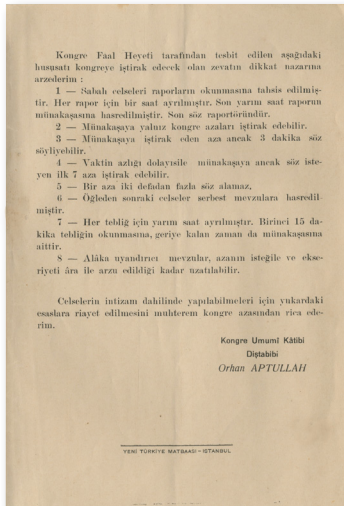 Kongre Faal Heyeti tarafından tesbit edilen aşağıdaki
hususatı kongreye iştirak edecek olan zevatın dikkat nazarına
arzederim :
1 — Sabah celseleri raporların okunmasına tahsis edilmiş-
tir. Her rapor için bir saat ayrılmıştır. Son yarım saat raporun
münakaşasına hasredilmiştir. Son söz raportöründür.
2 — Münakaşaya yalnız kongre azaları iştirak edebilir.
3 — Münakaşaya iştirak eden aza ancak 3 dakika söz
söyliyebilir.
4 — Vaktin azlığı dolayısile münakaşaya ancak söz iste-
yen ilk 7 aza iştirak edebilir.
5 — Bir aza iki defadan fazla söz alamaz,
6 — Öğleden sonraki celseler serbest mevzulara hasredil-
miştir.
7 — Her tebliğ için yarım saat ayrılmıştır. Birinci 15 da-
kika tebliğin okunmasına, geriye kalan zaman da münakaşasına
aittir.
8 — Alâka uyandırıcı mevzular, azanın isteğile ve ekse-
riyeti âra ile arzu edildiği kadar uzatılabilir.
Celselerin intizam dahilinde yapılabilmeleri için yukardaki
esaslara riayet edilmesini muhterem kongre azasından rica ede-
rim.
Kongre Umumî Kâtibi
Diştabibi
Orhan APTULLAH
YENİ TÜRKİYE MATBAASI - İSTANBUL